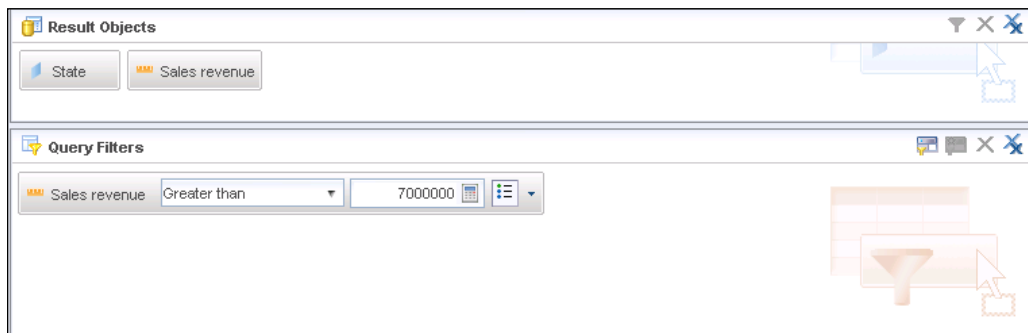 Result Objects
State Sales revenue
Query Filters
Sales revenue Greater than 7000000